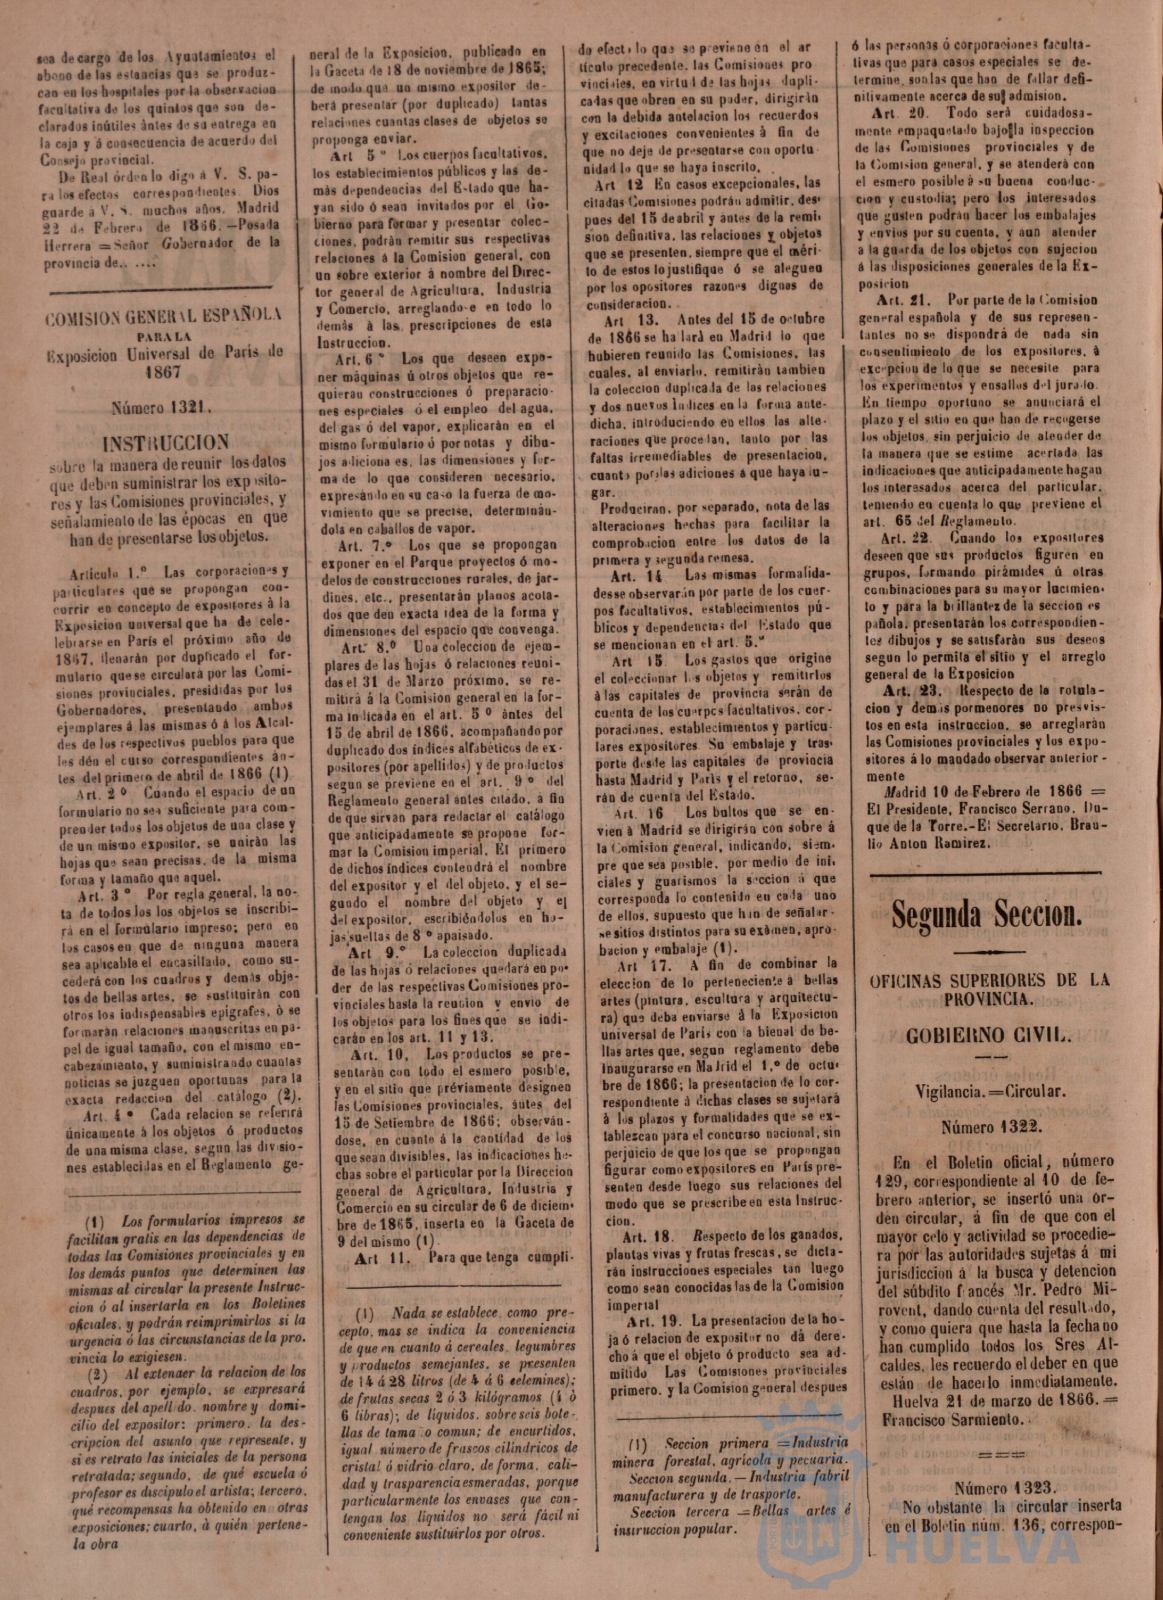 sea de cargo de los Ayuntamientos el
abono de las estancias que se produz-
can en los hospitales por la observacion
facultativa de los quintos que son de-
clarados inútiles ántes de su entrega en
la caja y á consecuencia de acuerdo del
Consejo provincial.
De Real órden lo digo á V. S. pa-
ra los efectos correspondientes. Dios
guarde á V. S. muchos años. Madrid
22 de Febrero de 1866.—Posada
Herrera =Señor Gobernador de la
provincia de.. ....
COMISION GENERAL ESPAÑOLA
PARA LA
Exposicion Universal de París de
1867
Número 1321.
INSTRUCCION
sobre la manera de reunir los datos
que deben suministrar los exposito-
res y las Comisiones provinciales, y
señalamiento de las épocas en que
han de presentarse los objetos.
Artículo 1.º Las corporaciones y
particulares que se propongan con-
currir en concepto de expositores á la
Exposicion universal que ha de cele-
lebrarse en París el próximo año de
1867, llenarán por duplicado el for-
mulario que se circulará por las Comi-
siones provinciales, presididas por los
Gobernadores, presentando ambos
ejemplares á las mismas ó á los Alcal-
des de los respectivos pueblos para que
les dén el curso correspondientes án-
tes del primero de abril de 1866 (1).
Art. 2º Cuando el espacio de un
formulario no sea suficiente para com-
prender todos los objetos de una clase y
de un mismo expositor, se unirán las
hojas que sean precisas, de la misma
forma y tamaño que aquel.
Art. 3º Por regla general, la no-
ta de todos los los objetos se inscribi-
rá en el formulario impreso; pero en
los casos en que de ninguna manera
sea aplicable el encasillado, como su-
cederá con los cuadros y demás obje-
tos de bellas artes, se sustituirán con
otros los indispensables epígrafes, ó se
formarán relaciones manuscritas en pa-
pel de igual tamaño, con el mismo en-
cabezamiento, y suministrando cuantas
noticias se juzguen oportunas para la
exacta redaccion del catálogo (2).
Art. 4º Cada relacion se referirá
únicamente á los objetos ó productos
de una misma clase, segun las divisio-
nes establecidas en el Reglamento ge-
(1) Los formularios impresos se
facilitan gratis en las dependencias de
todas las Comisiones provinciales y en
los demás puntos que determinen las
mismas al circular la presente Instruc-
cion ó al insertarla en los Boletines
oficiales, y podrán reimprimirlos si la
urgencia ó las circunstancias de la pro.
vincia lo exigiesen.
(2) Al extender la relacion de los
cuadros, por ejemplo, se expresará
despues del apellido, nombre y domi-
cilio del expositor: primero, la des-
cripcion del asunto que represente, y
si es retrato las iniciales de la persona
retratada; segundo, de qué escuela ó
profesor es discípulo el artista; tercero,
qué recompensas ha obtenido en otras
exposiciones; cuarto, á quién pertene-
la obra
neral de la Exposicion, publicado en
la Gaceta de 18 de noviembre de 1865;
de modo que un mismo expositor de-
berá presentar (por duplicado) tantas
relaciones cuantas clases de objetos se
proponga enviar.
Art 5º Los cuerpos facultativos,
los establecimientos públicos y las de-
más dependencias del Estado que ha-
yan sido ó sean invitados por el Go-
bierno para formar y presentar colec-
ciones, podrán remitir sus respectivas
relaciones á la Comision general, con
un sobre exterior á nombre del Direc-
tor general de Agricultura, Industria
y Comercio, arreglando-e en todo lo
demás á las prescripciones de esta
Instruccion.
Art. 6º Los que deseen expo-
ner máquinas ú otros objetos que re-
quieran construcciones ó preparacio-
nes especiales ó el empleo del agua,
del gas ó del vapor, explicarán en el
mismo formulario ó por notas y dibu-
jos adicionales, las dimensiones y for-
ma de lo que consideren necesario,
expresándo en su caso la fuerza de mo-
vimiento que se precise, determinán-
dola en caballos de vapor.
Art. 7.º Los que se propongan
exponer en el Parque proyectos ó mo-
delos de construcciones rurales, de jar-
dines, etc., presentarán planos acota-
dos que den exacta idea de la forma y
dimensiones del espacio que convenga.
Art. 8.º Una coleccion de ejem-
plares de las hojas ó relaciones reuni-
das el 31 de Marzo próximo, se re-
mitirá á la Comision general en la for-
ma indicada en el art. 5º ántes del
15 de abril de 1866, acompañando por
duplicado dos índices alfabéticos de ex-
positores (por apellidos) y de productos
segun se previene en el art. 9º del
Reglamento general antes citado, á fin
de que sirvan para redactar el catálogo
que anticipadamente se propone for-
mar la Comision imperial. El primero
de dichos índices contendrá el nombre
del expositor y el del objeto, y el se-
gundo el nombre del objeto y el
del expositor, escribiéndolos en ho-
jas suellas de 8º apaisado.
Art 9.º La coleccion duplicada
de las hojas ó relaciones quedará en po-
der de las respectivas Comisiones pro-
vinciales hasta la reunion y envio de
los objetos para los fines que se indi-
carán en los art. 11 y 13.
Art. 10, Los productos se pre-
sentarán con todo el esmero posible,
y en el sitio que préviamente designen
las Comisiones provinciales, ántes del
15 de Setiembre de 1866; observán-
dose, en cuante á la cantidad de los
que sean divisibles, las indicaciones he-
chas sobre el particular por la Direccion
general de Agricultura, Industria y
Comercio en su circular de 6 de diciem-
bre de 1865, inserta en la Gaceta de
9 del mismo (1).
Art 11. Para que tenga cumpli-
(1) Nada se establece como pre-
cepto, mas se indica la conveniencia
de que en cuanto á cereales, legumbres
y productos semejantes, se presenten
de 14 á 28 litros (de 4 á 6 celemines);
de frutas secas 2 ó 3 kilógramos (4 ó
6 libras); de líquidos, sobre seis bote-
llas de tamaño comun; de encurtidos,
igual número de frascos cilíndricos de
cristal ó vidrio claro, de forma, cali-
dad y trasparencia esmeradas, porque
particularmente los envases que con-
tengan los líquidos no será fácil ni
conveniente sustituirlos por otros.
do efecto lo que se previene en el ar
tículo precedente, las Comisiones pro
vinciales, en virtud de las hojas dupli-
cadas que obren en su poder, dirigirán
con la debida antelacion los recuerdos
y excitaciones convenientes á fin de
que no deje de presentarse con oportu-
nidad lo que se haya inscrito,
Art 12 En casos excepcionales, las
citadas Comisiones podrán admitir, des-
pues del 15 de abril y antes de la remi
sion definitiva, las relaciones y objetos
que se presenten, siempre que el méri-
to de estos lo justifique ó se aleguen
por los opositores razones dignas de
consideracion.
Art 13. Antes del 15 de octubre
de 1866 se hallará en Madrid lo que
hubieren reunido las Comisiones, las
cuales, al enviarlo, remitirán tambien
la coleccion duplicada de las relaciones
y dos nuevos índices en la forma ante-
dicha, introduciendo en ellos las alte-
raciones que procedan, tanto por las
faltas irremediables de presentacion,
cuanto por las adiciones á que haya lu-
gar.
Produciran, por separado, nota de las
alteraciones hechas para facilitar la
comprobacion entre los datos de la
primera y segunda remesa.
Art. 14 Las mismas formalida-
des se observarán por parte de los cuer-
pos facultativos, establecimientos pú-
blicos y dependencias del Estado que
se mencionan en el art. 5.º
Art 15. Los gastos que origine
el coleccionar los objetos y remitirlos
á las capitales de provincia serán de
cuenta de los cuerpos facultativos, cor-
poraciones, establecimientos y particu-
lares expositores. Su embalaje y tras-
porte desde las capitales de provincia
hasta Madrid y París y el retorno, se-
rán de cuenta del Estado.
Art. 16 Los bultos que se en-
vien á Madrid se dirigirán con sobre á
la Comision general, indicando, siem-
pre que sea posible, por medio de ini-
ciales y guarismos la seccion á que
corresponda lo contenido en cada uno
de ellos, supuesto que han de señalar-
se sitios distintos para su exámen, apro-
bacion y embalaje (1).
Art 17. A fin de combinar la
eleccion de lo perteneciente á bellas
artes (pintura, escultura y arquitectu-
ra) que deba enviarse á la Exposicion
universal de París con la bienal de be-
llas artes que, segun reglamento debe
inaugurarse en Madrid el 1.º de octu-
bre de 1866; la presentacion de lo cor-
respondiente á dichas clases se sujetará
á los plazos y formalidades que se ex-
tablezcan para el concurso nacional, sin
perjuicio de que los que se propongan
figurar como expositores en París pre-
senten desde luego sus relaciones del
modo que se prescribe en esta Instruc-
cion.
Art. 18. Respecto de los ganados,
plantas vivas y frutas frescas, se dicta-
rán instrucciones especiales tan luego
como sean conocidas las de la Comision
imperial
Art. 19. La presentacion de la ho-
ja ó relacion de expositor no dá dere-
cho á que el objeto ó producto sea ad-
mitido Las Comisiones provinciales
primero, y la Comision general despues
(1) Seccion primera =Industria
minera forestal, agrícola y pecuaria.
Seccion segunda.—Industria fabril
manufacturera y de trasporte.
Seccion tercera =Bellas artes é
instruccion popular.
ó las personas ó corporaciones faculta-
tivas que para casos especiales se de-
termine, son las que han de fallar defi-
nitivamente acerca de su admision.
Art. 20. Todo será cuidadosa-
mente empaquetado bajo la inspeccion
de las Comisiones provinciales y de
la Comision general, y se atenderá con
el esmero posible á su buena conduc-
cion y custodia; pero los interesados
que gusten podrán hacer los embalajes
y envios por su cuenta, y aun atender
á la guarda de los objetos con sujecion
á las disposiciones generales de la Ex-
posicion
Art. 21. Por parte de la Comision
general española y de sus represen-
tantes no se dispondrá de nada sin
consentimiento de los expositores, á
excepcion de lo que se necesite para
los experimentos y ensallos del jurado.
En tiempo oportuno se anunciará el
plazo y el sitio en que han de recogerse
los objetos, sin perjuicio de atender de
la manera que se estime acertada las
indicaciones que anticipadamente hagan
los interesados acerca del particular,
teniendo en cuenta lo que previene el
art. 65 del Reglamento.
Art. 22. Cuando los expositores
deseen que sus productos figuren en
grupos, formando pirámides ú otras
combinaciones para su mayor lucimien-
to y para la brillantez de la seccion es
pañola, presentarán los correspondien-
tes dibujos y se satisfarán sus deseos
segun lo permita el sitio y el arreglo
general de la Exposicion
Art. 23. Respecto de la rotula-
cion y demás pormenores no previs-
tos en esta instruccion, se arreglarán
las Comisiones provinciales y los expo-
sitores á lo mandado observar anterior-
mente
Madrid 10 de Febrero de 1866 =
El Presidente, Francisco Serrano, Du-
que de la Torre.-El Secretario, Brau-
lio Anton Ramirez.
Segunda Seccion.
OFICINAS SUPERIORES DE LA
PROVINCIA.
GOBIERNO CIVIL.
Vigilancia.=Circular.
Número 1322.
En el Boletin oficial, número
129, correspondiente al 10 de fe-
brero anterior, se insertó una ór-
den circular, á fin de que con el
mayor celo y actividad se procedie-
ra por las autoridades sujetas á mi
jurisdiccion á la busca y detencion
del súbdito francés Mr. Pedro Mi-
rovent, dando cuenta del resultado,
y como quiera que hasta la fecha no
han cumplido todos los Sres Al-
caldes, les recuerdo el deber en que
están de hacerlo inmediatamente.
Huelva 21 de marzo de 1866.=
Francisco Sarmiento.
Número 1323.
No obstante la circular inserta
en el Boletin núm. 136, correspon-
HUELVA